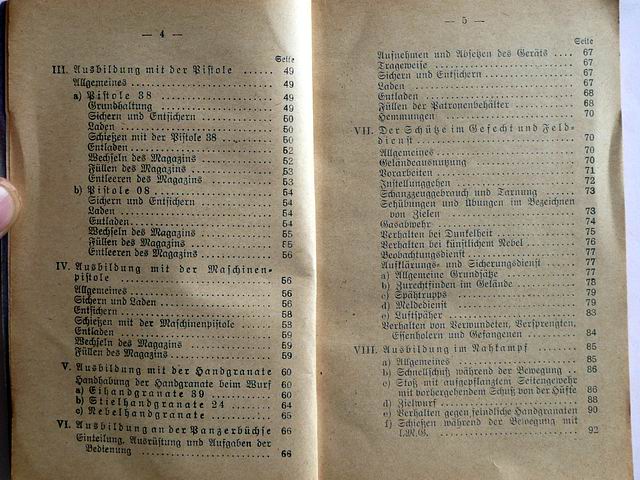 — 4 —
Seite
III. Ausbildung mit der Pistole ...... 49
Allgemeines ...... 49
a) Pistole 38 ...... 49
Grundhaltung ...... 49
Sichern und Entsichern ...... 50
Laden ...... 50
Schießen mit der Pistole 38 ...... 50
Entladen ...... 52
Wechseln des Magazins ...... 52
Füllen des Magazins ...... 53
Entleeren des Magazins ...... 53
b) Pistole 08 ...... 54
Sichern und Entsichern ...... 54
Laden ...... 54
Entladen ...... 54
Wechseln des Magazins ...... 55
Füllen des Magazins ...... 55
Entleeren des Magazins ...... 56
IV. Ausbildung mit der Maschinen-
pistole ...... 56
Allgemeines ...... 56
Sichern und Laden ...... 56
Entsichern ...... 58
Schießen mit der Maschinenpistole ...... 58
Entladen ...... 59
Wechseln des Magazins ...... 59
Füllen des Magazins ...... 59
V. Ausbildung mit der Handgranate 60
Handhabung der Handgranate beim Wurf 60
a) Eihandgranate 39 ...... 60
b) Stielhandgranate 24 ...... 64
c) Nebelhandgranate ...... 65
VI. Ausbildung an der Panzerbüchse 66
Einteilung, Ausrüstung und Aufgaben der
Bedienung ...... 66
— 5 —
Seite
Aufnehmen und Absetzen des Geräts .... 67
Trageweise ...... 67
Sichern und Entsichern ...... 67
Laden ...... 67
Entladen ...... 68
Füllen der Patronenbehälter ...... 68
Hemmungen ...... 70
VII. Der Schütze im Gefecht und Feld-
dienst ...... 70
Allgemeines ...... 70
Geländeausnutzung ...... 70
Vorarbeiten ...... 71
Zustellunggehen ...... 72
Schanzzeuggebrauch und Tarnung ...... 73
Sehübungen und Übungen im Bezeichnen
von Zielen ...... 73
Gasabwehr ...... 74
Verhalten bei Dunkelheit ...... 75
Verhalten bei künstlichem Nebel ...... 76
Beobachtungsdienst ...... 77
Aufklärungs- und Sicherungsdienst ...... 77
a) Allgemeine Grundsätze ...... 77
b) Zurechtfinden im Gelände ...... 78
c) Spähtrupps ...... 79
d) Meldedienst ...... 79
e) Luftspäher ...... 83
Verhalten von Verwundeten, Versprengten,
Essenholern und Gefangenen ...... 84
VIII. Ausbildung im Nahkampf ...... 85
a) Allgemeines ...... 85
b) Schnellschuß während der Bewegung .. 86
c) Stoß mit aufgepflanztem Seitengewehr
mit vorhergehendem Schuß von der Hüfte 86
d) Zielwurf ...... 88
e) Verhalten gegen feindliche Handgranaten 90
f) Schießen während der Bewegung mit
l.M.G. ...... 92